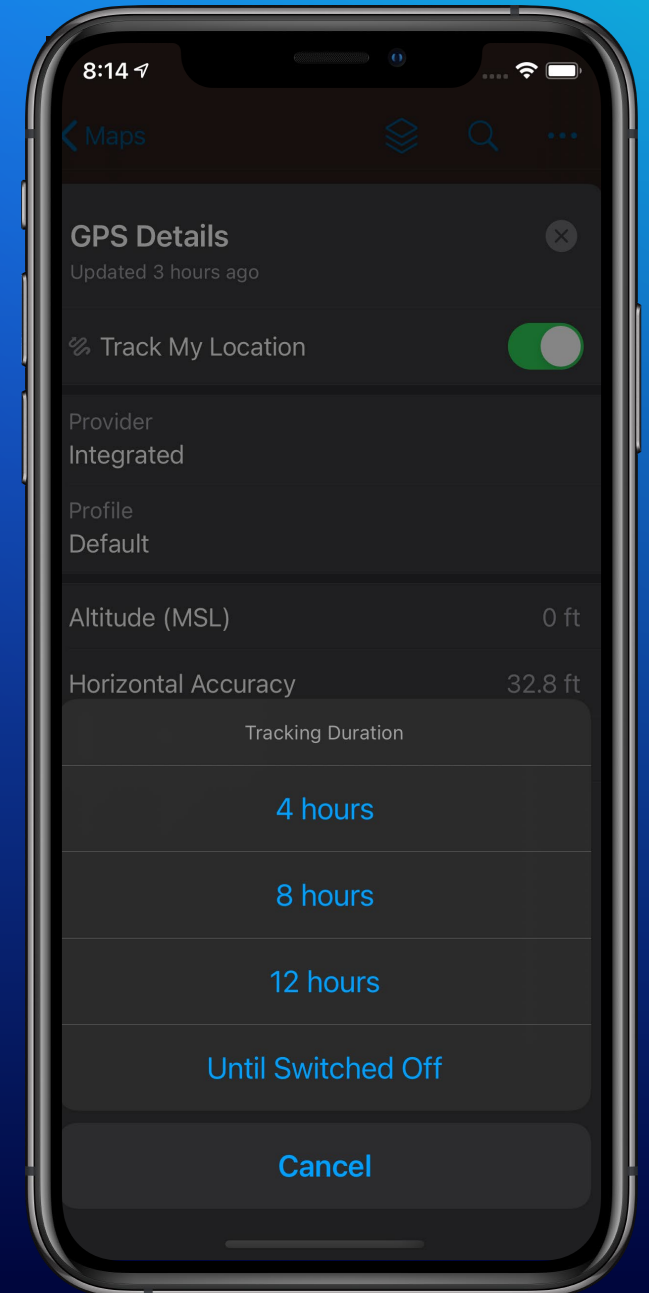 8:14
Maps
GPS Details
Updated 3 hours ago
Track My Location
Provider
Integrated
Profile
Default
Altitude (MSL) 0 ft
Horizontal Accuracy 32.8 ft
Tracking Duration
4 hours
8 hours
12 hours
Until Switched Off
Cancel